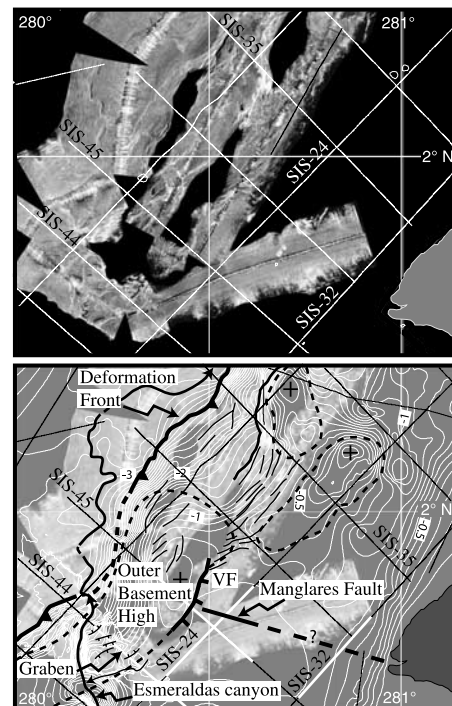 280°
281°
SIS-35
SIS-45
SIS-24
2° N
SIS-44
SIS-32
Deformation
Front
-1
-3
-2
-0.5
SIS-45
-1
2° N
-0.5
SIS-35
SIS-44
Outer
Basement
High
VF
Manglares Fault
?
SIS-24
SIS-32
Graben
Esmeraldas canyon
280°
281°